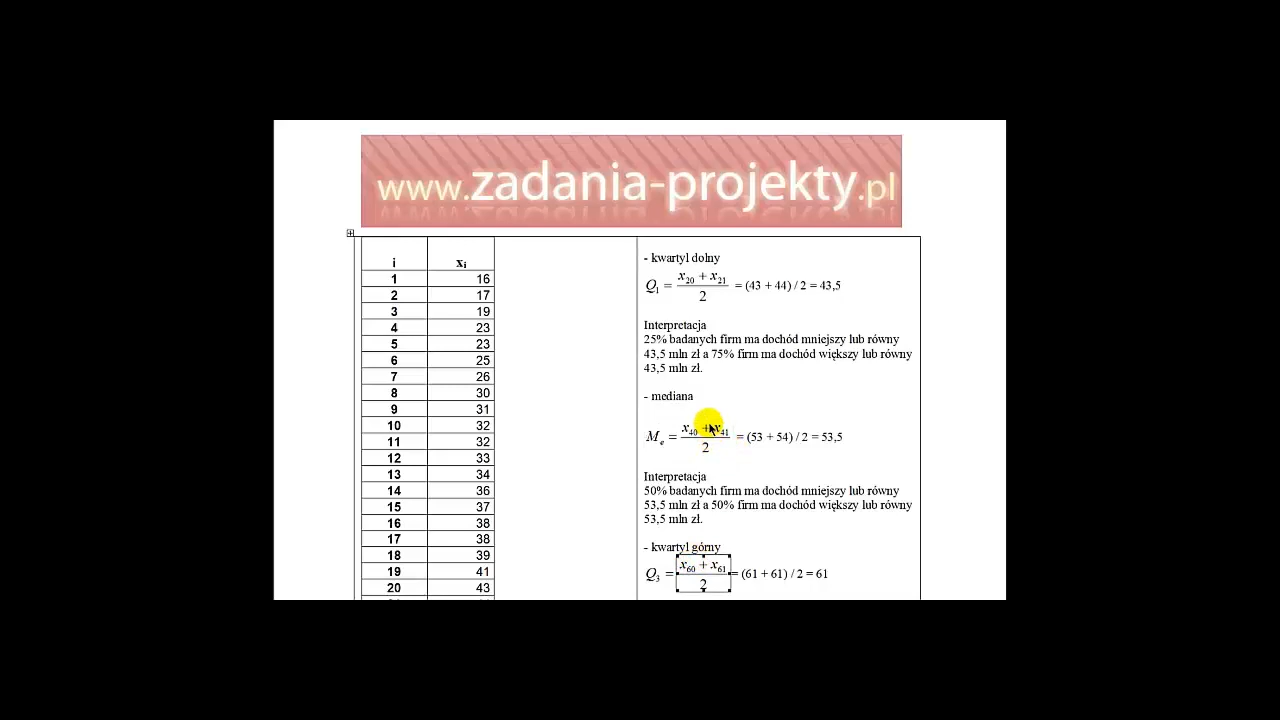 www.zadania-projekty.pl
i xᵢ
1 16
2 17
3 19
4 23
5 23
6 25
7 26
8 30
9 31
10 32
11 32
12 33
13 34
14 36
15 37
16 38
17 38
18 39
19 41
20 43
- kwartyl dolny
Q₁ = (x₂₀ + x₂₁) / 2 = (43 + 44) / 2 = 43,5
Interpretacja
25% badanych firm ma dochód mniejszy lub równy
43,5 mln zł a 75% firm ma dochód większy lub równy
43,5 mln zł.
- mediana
Mₑ = (x₄₀ + x₄₁) / 2 = (53 + 54) / 2 = 53,5
Interpretacja
50% badanych firm ma dochód mniejszy lub równy
53,5 mln zł a 50% firm ma dochód większy lub równy
53,5 mln zł.
- kwartyl górny
Q₃ = (x₆₀ + x₆₁) / 2 = (61 + 61) / 2 = 61